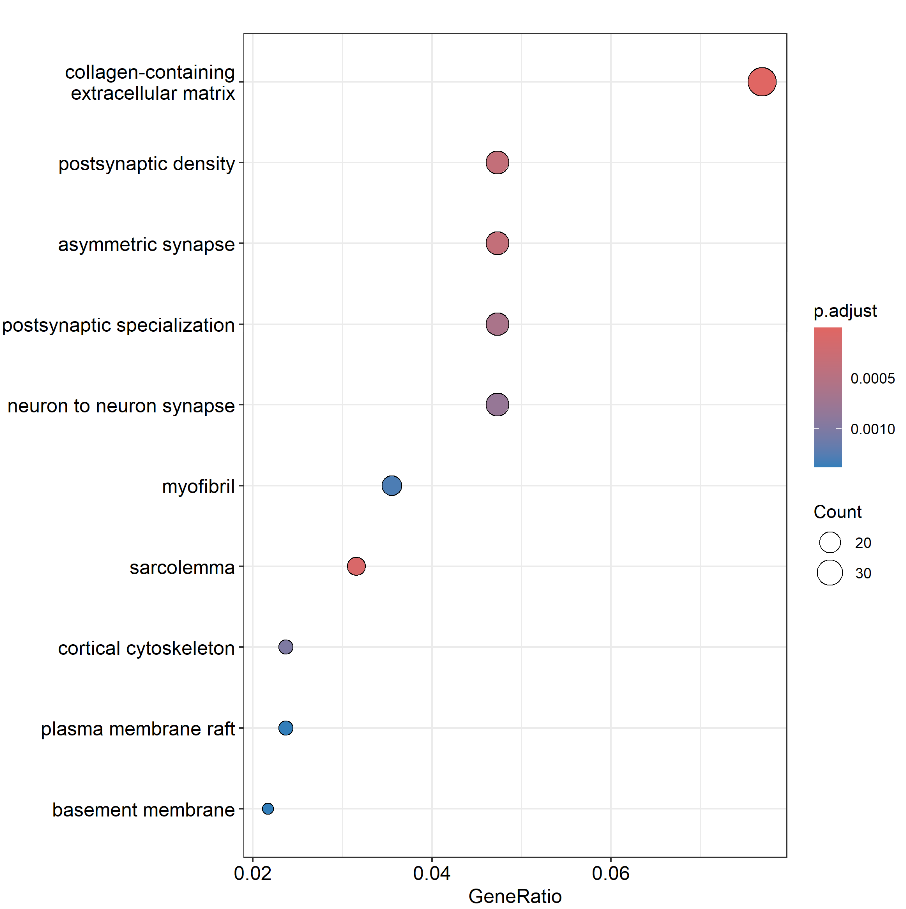 collagen-containing
extracellular matrix
postsynaptic density
asymmetric synapse
postsynaptic specialization
neuron to neuron synapse
myofibril
sarcolemma
cortical cytoskeleton
plasma membrane raft
basement membrane
0.02 0.04 0.06
GeneRatio
p.adjust
0.0005
0.0010
Count
20
30